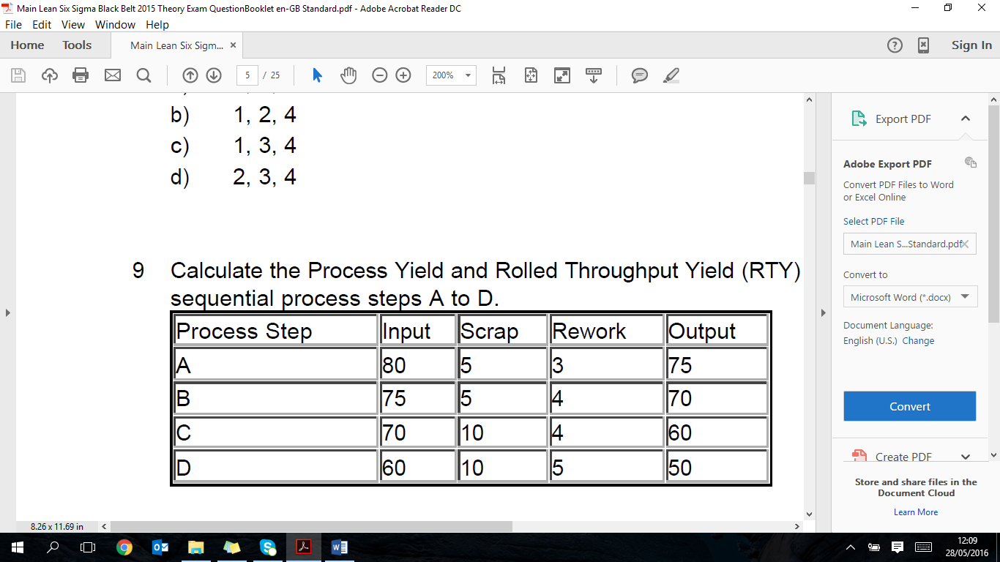 Main Lean Six Sigma Black Belt 2015 Theory Exam QuestionBooklet en-GB Standard.pdf - Adobe Acrobat Reader DC
File Edit View Window Help
Home Tools Main Lean Six Sigm... × Sign In
5 / 25 200%
b) 1, 2, 4
c) 1, 3, 4
d) 2, 3, 4
9 Calculate the Process Yield and Rolled Throughput Yield (RTY)
sequential process steps A to D.
Process Step Input Scrap Rework Output
A 80 5 3 75
B 75 5 4 70
C 70 10 4 60
D 60 10 5 50
8.26 x 11.69 in
Export PDF
Adobe Export PDF
Convert PDF Files to Word
or Excel Online
Select PDF File
Main Lean S...Standard.pdf
Convert to
Microsoft Word (*.docx)
Document Language:
English (U.S.) Change
Convert
Create PDF
Store and share files in the
Document Cloud
Learn More
12:09
28/05/2016